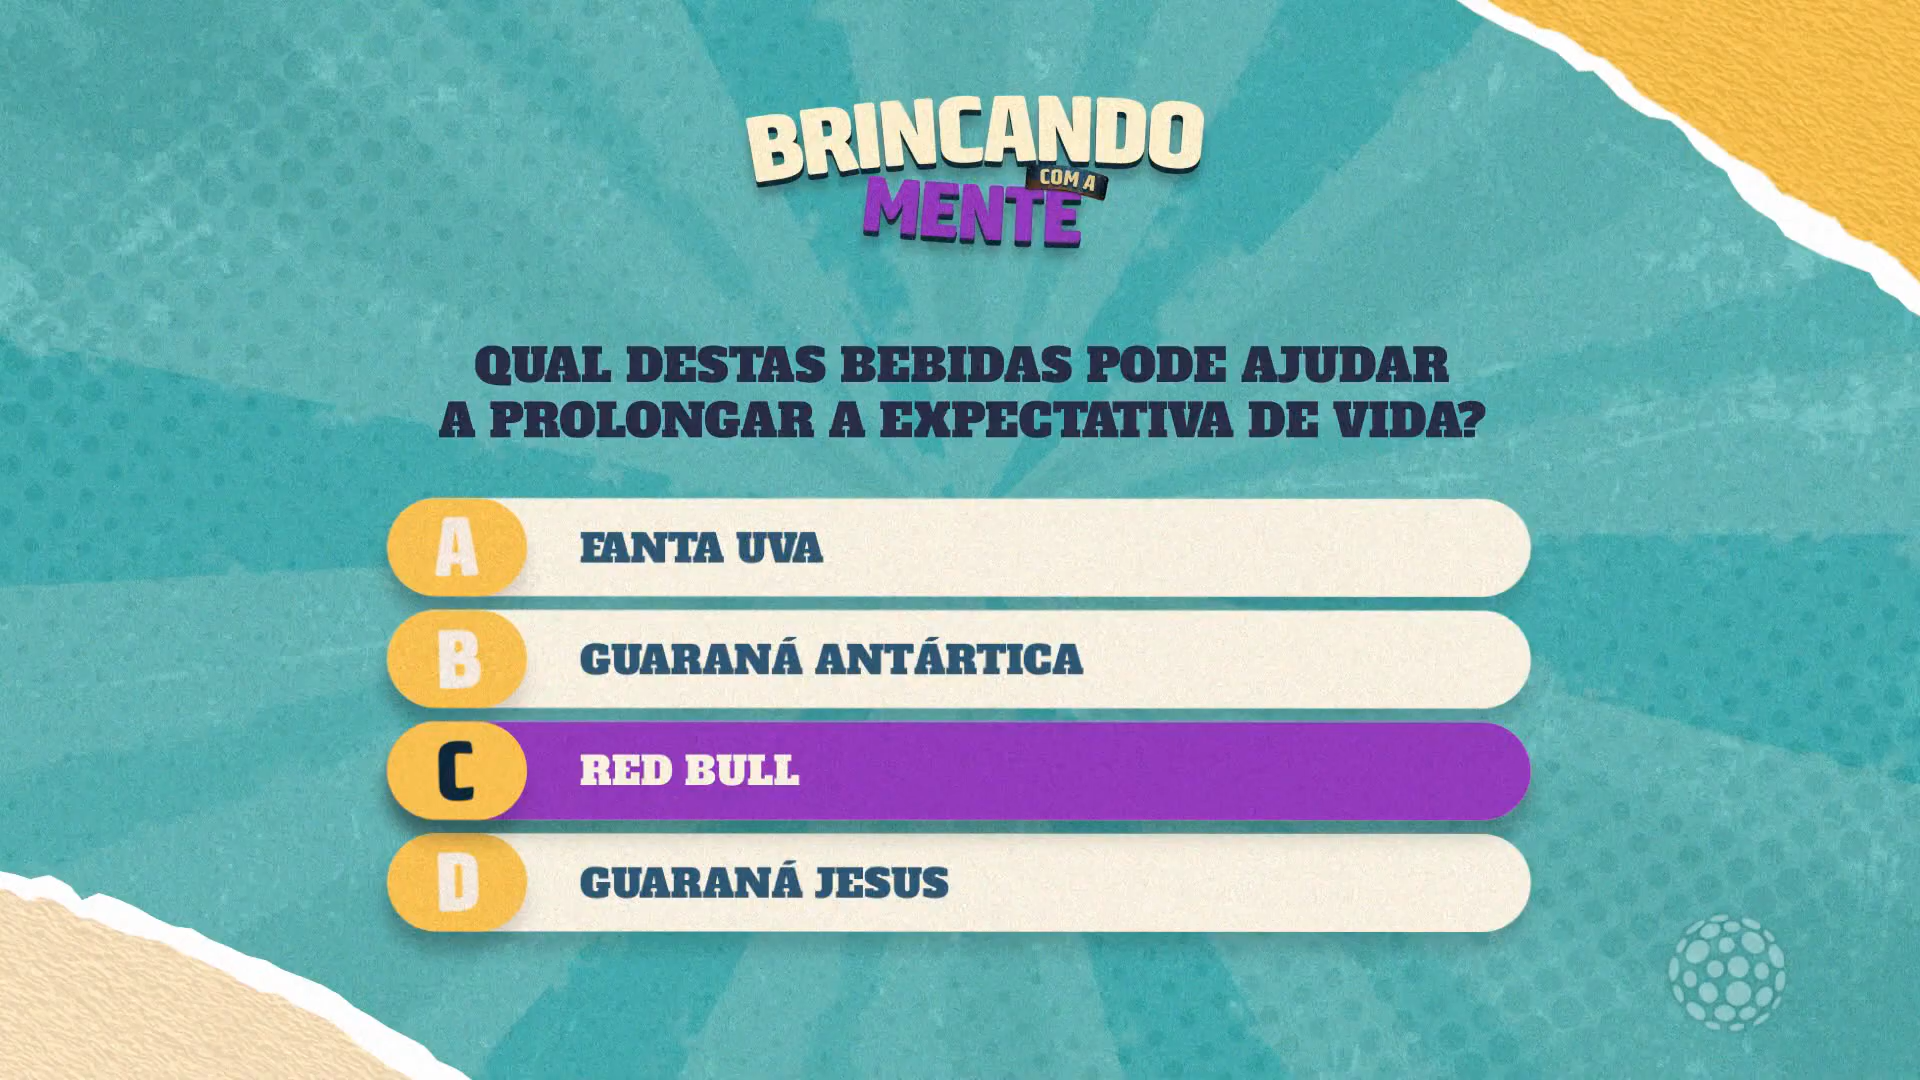 BRINCANDO
COM A
MENTE
QUAL DESTAS BEBIDAS PODE AJUDAR
A PROLONGAR A EXPECTATIVA DE VIDA?
A FANTA UVA
B GUARANÁ ANTÁRTICA
C RED BULL
D GUARANÁ JESUS